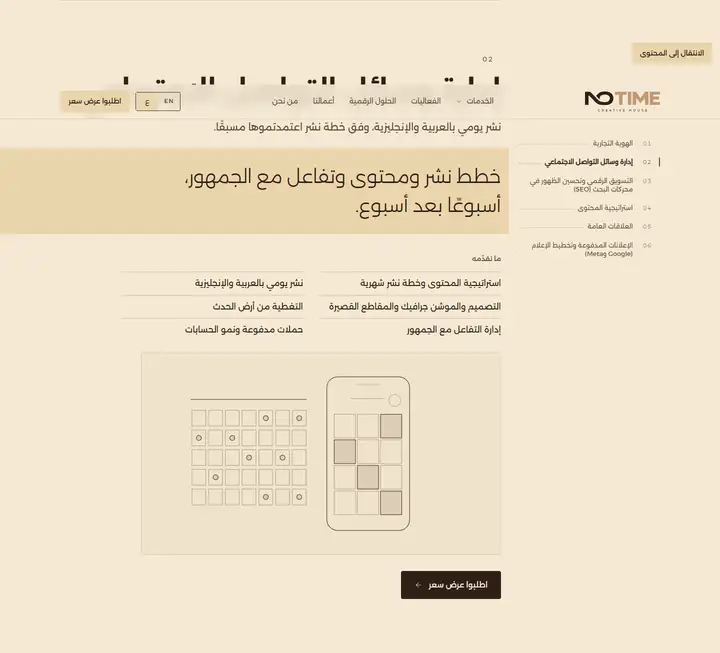 الانتقال إلى المحتوى
02
NOTIME
CREATIVE HOUSE
الخدمات
الفعاليات
الحلول الرقمية
أعمالنا
من نحن
EN
ع
اطلبوا عرض سعر
نشر يومي بالعربية والإنجليزية، وفق خطة نشر اعتمدتموها مسبقًا.
01 الهوية التجارية
02 إدارة وسائل التواصل الاجتماعي
03 التسويق الرقمي وتحسين الظهور في
محركات البحث (SEO)
04 استراتيجية المحتوى
05 العلاقات العامة
06 الإعلانات المدفوعة وتخطيط الإعلام
(Google وMeta)
خطط نشر ومحتوى وتفاعل مع الجمهور،
أسبوعًا بعد أسبوع.
ما نقدّمه
استراتيجية المحتوى وخطة نشر شهرية
نشر يومي بالعربية والإنجليزية
التصميم والموشن جرافيك والمقاطع القصيرة
التغطية من أرض الحدث
إدارة التفاعل مع الجمهور
حملات مدفوعة ونمو الحسابات
اطلبوا عرض سعر ←